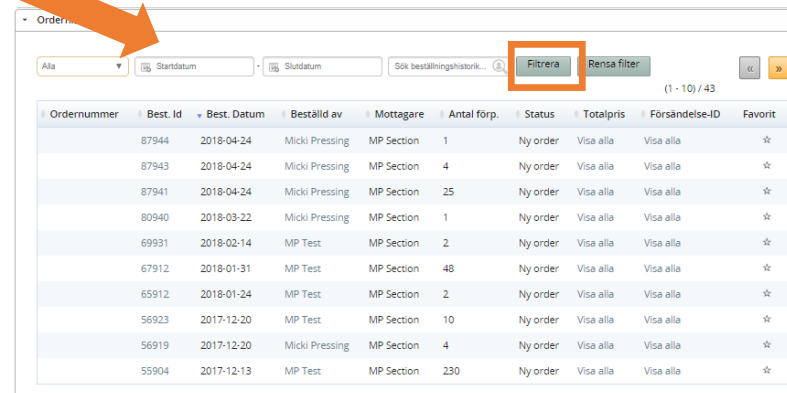 Alla Startdatum - Slutdatum Sök beställningshistorik... Filtrera Rensa filter « »
(1 - 10) / 43
Ordernummer Best. Id Best. Datum Beställd av Mottagare Antal förp. Status Totalpris Försändelse-ID Favorit
87944 2018-04-24 Micki Pressing MP Section 1 Ny order Visa alla Visa alla
87943 2018-04-24 Micki Pressing MP Section 4 Ny order Visa alla Visa alla
87941 2018-04-24 Micki Pressing MP Section 25 Ny order Visa alla Visa alla
80940 2018-03-22 Micki Pressing MP Section 1 Ny order Visa alla Visa alla
69931 2018-02-14 MP Test MP Section 2 Ny order Visa alla Visa alla
67912 2018-01-31 MP Test MP Section 48 Ny order Visa alla Visa alla
65912 2018-01-24 MP Test MP Section 2 Ny order Visa alla Visa alla
56923 2017-12-20 MP Test MP Section 10 Ny order Visa alla Visa alla
56919 2017-12-20 Micki Pressing MP Section 4 Ny order Visa alla Visa alla
55904 2017-12-13 MP Test MP Section 230 Ny order Visa alla Visa alla